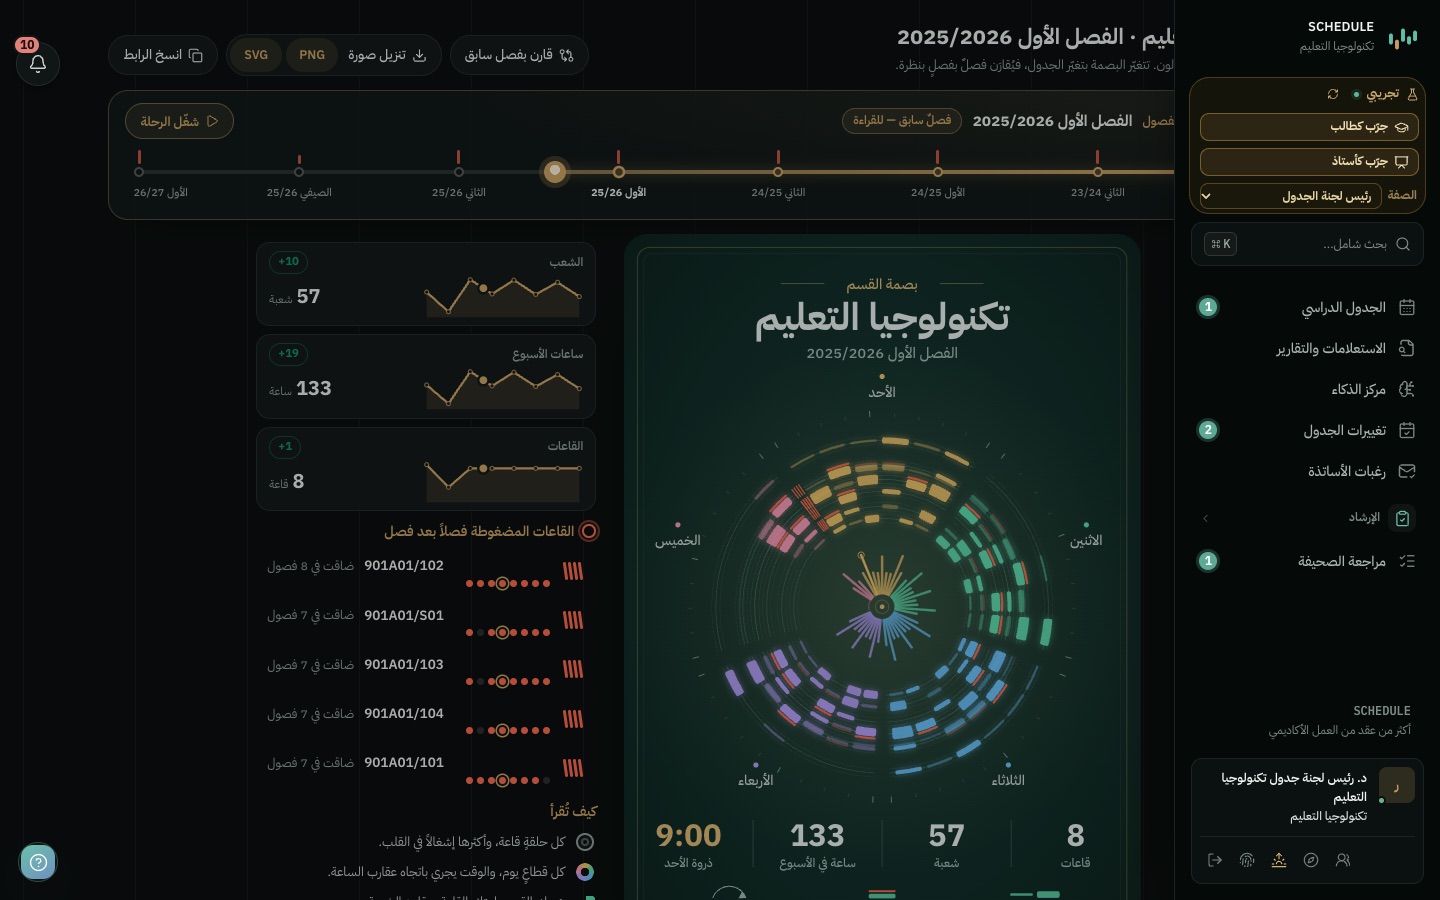 SCHEDULE
تكنولوجيا التعليم
تجريبي
جرّب كطالب
جرّب كأستاذ
الصفة
رئيس لجنة الجدول
بحث شامل...
⌘ K
الجدول الدراسي
1
الاستعلامات والتقارير
مركز الذكاء
تغييرات الجدول
2
رغبات الأساتذة
الإرشاد
مراجعة الصحيفة
1
SCHEDULE
أكثر من عقد من العمل الأكاديمي
ر
د. رئيس لجنة جدول تكنولوجيا
التعليم
تكنولوجيا التعليم
· الفصل الأول 2025/2026
تتغيّر البصمة بتغيّر الجدول، فيُقارَن فصلٌ بفصلٍ بنظرة.
قارن بفصل سابق
تنزيل صورة
PNG
SVG
انسخ الرابط
10
الفصل الأول 2025/2026
فصلٌ سابق — للقراءة
شغّل الرحلة
الثاني 23/24
الأول 24/25
الثاني 24/25
الأول 25/26
الثاني 25/26
الصيفي 25/26
الأول 26/27
بصمة القسم
تكنولوجيا التعليم
الفصل الأول 2025/2026
الأحد
الاثنين
الثلاثاء
الأربعاء
الخميس
8
قاعات
57
شعبة
133
ساعة في الأسبوع
9:00
ذروة الأحد
الشعب
+10
57 شعبة
ساعات الأسبوع
+19
133 ساعة
القاعات
+1
8 قاعة
القاعات المضغوطة فصلاً بعد فصل
901A01/102
ضاقت في 8 فصول
901A01/S01
ضاقت في 7 فصول
901A01/103
ضاقت في 7 فصول
901A01/104
ضاقت في 7 فصول
901A01/101
ضاقت في 7 فصول
كيف تُقرأ
كل حلقةٍ قاعة، وأكثرها إشغالاً في القلب.
كل قطاعٍ يوم، والوقت يجري باتجاه عقارب الساعة.